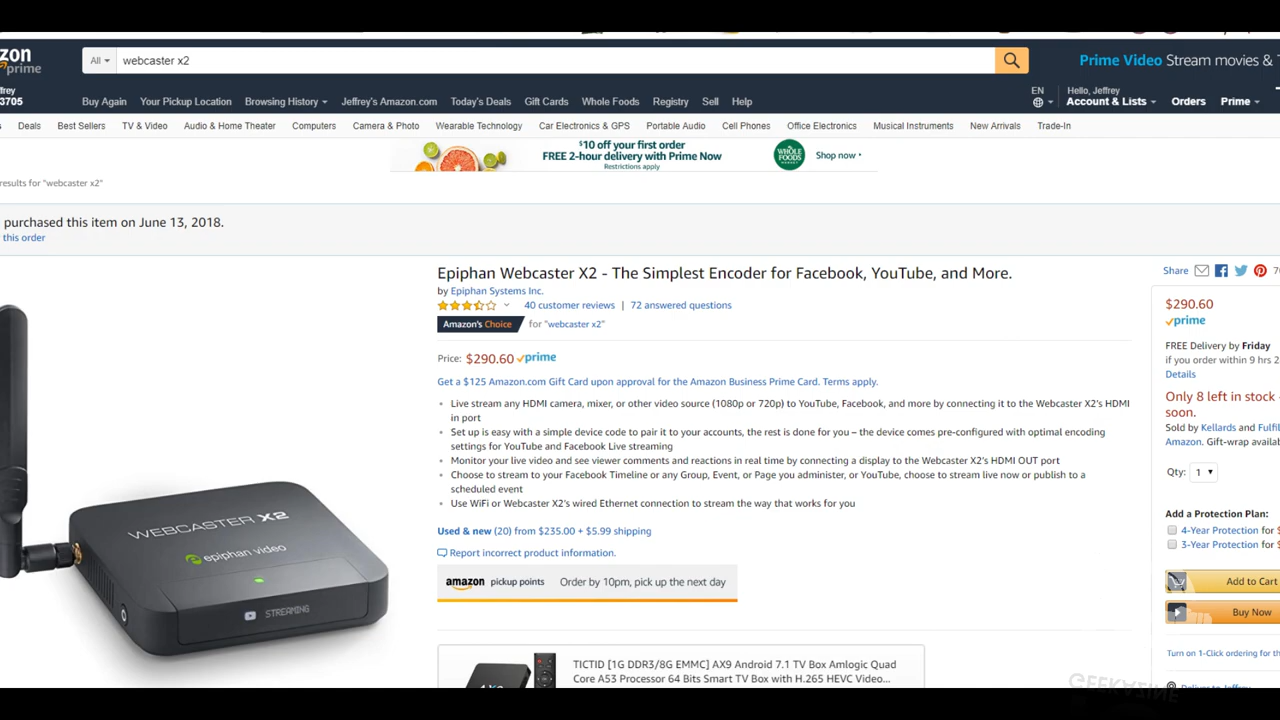 zon
prime
All
webcaster x2
Prime Video Stream movies &
frey
3705
Buy Again
Your Pickup Location
Browsing History
Jeffrey's Amazon.com
Today's Deals
Gift Cards
Whole Foods
Registry
Sell
Help
EN
Hello, Jeffrey
Account & Lists
Orders
Prime
Deals
Best Sellers
TV & Video
Audio & Home Theater
Computers
Camera & Photo
Wearable Technology
Car Electronics & GPS
Portable Audio
Cell Phones
Office Electronics
Musical Instruments
New Arrivals
Trade-In
$10 off your first order
FREE 2-hour delivery with Prime Now
Restrictions apply
WHOLE FOODS MARKET
Shop now
results for "webcaster x2"
purchased this item on June 13, 2018.
this order
Epiphan Webcaster X2 - The Simplest Encoder for Facebook, YouTube, and More.
by Epiphan Systems Inc.
40 customer reviews | 72 answered questions
Amazon's Choice for "webcaster x2"
Price: $290.60 prime
Get a $125 Amazon.com Gift Card upon approval for the Amazon Business Prime Card. Terms apply.
Live stream any HDMI camera, mixer, or other video source (1080p or 720p) to YouTube, Facebook, and more by connecting it to the Webcaster X2's HDMI
in port
Set up is easy with a simple device code to pair it to your accounts, the rest is done for you – the device comes pre-configured with optimal encoding
settings for YouTube and Facebook Live streaming
Monitor your live video and see viewer comments and reactions in real time by connecting a display to the Webcaster X2's HDMI OUT port
Choose to stream to your Facebook Timeline or any Group, Event, or Page you administer, or YouTube, choose to stream live now or publish to a
scheduled event
Use WiFi or Webcaster X2's wired Ethernet connection to stream the way that works for you
Used & new (20) from $235.00 + $5.99 shipping
Report incorrect product information.
amazon pickup points Order by 10pm, pick up the next day
TICTID [1G DDR3/8G EMMC] AX9 Android 7.1 TV Box Amlogic Quad
Core A53 Processor 64 Bits Smart TV Box with H.265 HEVC Video...
WEBCASTER X2
epiphan video
STREAMING
Share
$290.60
prime
FREE Delivery by Friday
if you order within 9 hrs 2
Details
Only 8 left in stock -
soon.
Sold by Kellards and Fulfil
Amazon. Gift-wrap availa
Qty: 1
Add a Protection Plan:
4-Year Protection for $
3-Year Protection for $
Add to Cart
Buy Now
Turn on 1-Click ordering for th
Deliver to Jeffrey
GEEKAZINE